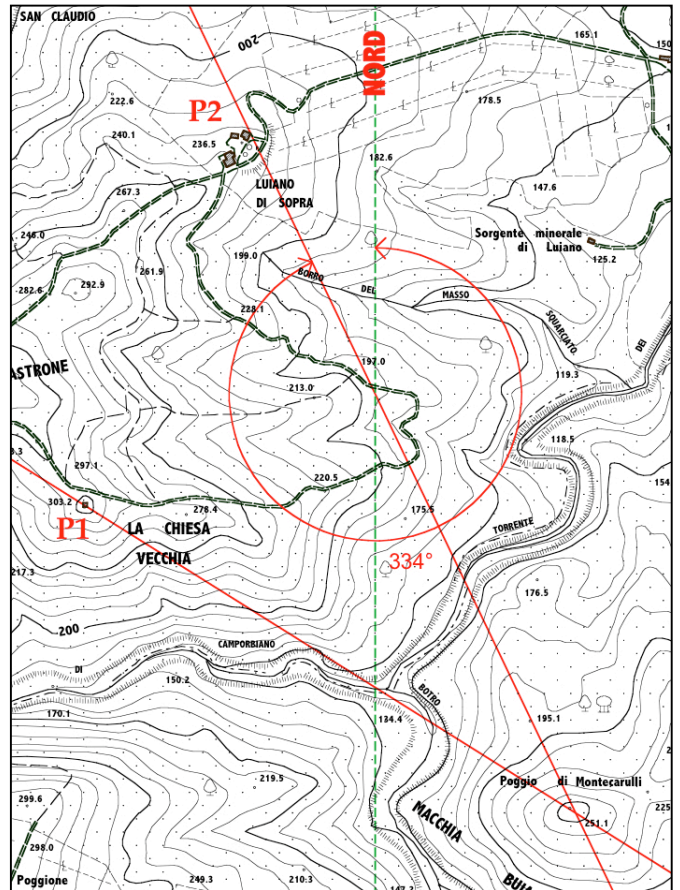 SAN CLAUDIO
200
NORD
165.1
150
222.6
P2
178.5
240.1
236.5
182.6
LUIANO
DI SOPRA
147.6
267.3
246.0
199.0
Sorgente minerale
di Luiano
261.9
125.2
292.9
282.6
BORRO DEL MASSO SQUARCIATO
DEI
228.1
197.0
ASTRONE
213.0
119.3
118.5
297.1
220.5
154
303.2
278.4
175.5
P1
LA CHIESA
VECCHIA
TORRENTE
334°
217.3
176.5
200
CAMPORBIANO
DI
150.2
BOTRO
170.1
134.4
195.1
219.5
Poggio di Montecarulli
299.6
225
MACCHIA
251.1
298.0
Poggione
249.3
210.3
147.2